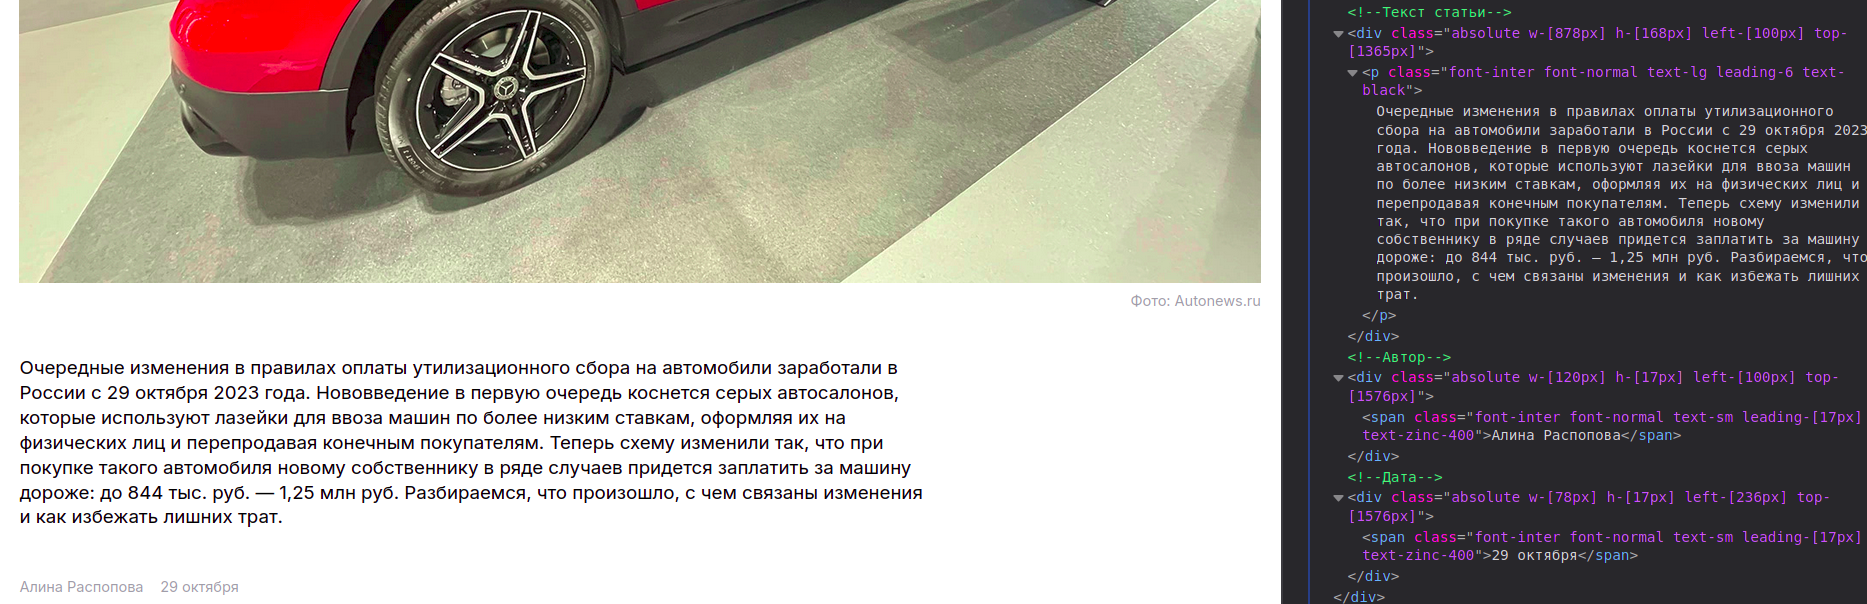 Фото: Autonews.ru
Очередные изменения в правилах оплаты утилизационного сбора на автомобили заработали в
России с 29 октября 2023 года. Нововведение в первую очередь коснется серых автосалонов,
которые используют лазейки для ввоза машин по более низким ставкам, оформляя их на
физических лиц и перепродавая конечным покупателям. Теперь схему изменили так, что при
покупке такого автомобиля новому собственнику в ряде случаев придется заплатить за машину
дороже: до 844 тыс. руб. — 1,25 млн руб. Разбираемся, что произошло, с чем связаны изменения
и как избежать лишних трат.
Алина Распопова 29 октября
<!--Текст статьи-->
<div class="absolute w-[878px] h-[168px] left-[100px] top-
[1365px]">
<p class="font-inter font-normal text-lg leading-6 text-
black">
Очередные изменения в правилах оплаты утилизационного
сбора на автомобили заработали в России с 29 октября 2023
года. Нововведение в первую очередь коснется серых
автосалонов, которые используют лазейки для ввоза машин
по более низким ставкам, оформляя их на физических лиц и
перепродавая конечным покупателям. Теперь схему изменили
так, что при покупке такого автомобиля новому
собственнику в ряде случаев придется заплатить за машину
дороже: до 844 тыс. руб. — 1,25 млн руб. Разбираемся, что
произошло, с чем связаны изменения и как избежать лишних
трат.
</p>
</div>
<!--Автор-->
<div class="absolute w-[120px] h-[17px] left-[100px] top-
[1576px]">
<span class="font-inter font-normal text-sm leading-[17px]
text-zinc-400">Алина Распопова</span>
</div>
<!--Дата-->
<div class="absolute w-[78px] h-[17px] left-[236px] top-
[1576px]">
<span class="font-inter font-normal text-sm leading-[17px]
text-zinc-400">29 октября</span>
</div>
</div>